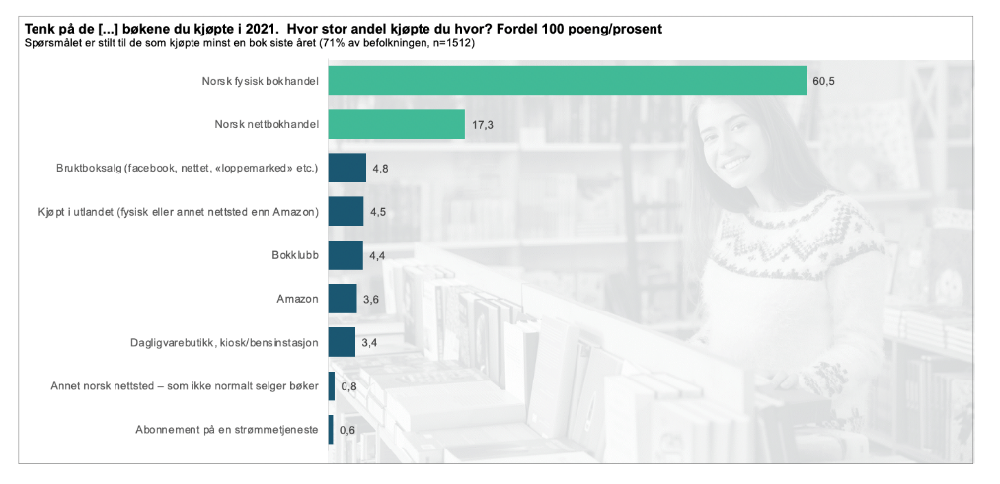 Tenk på de [...] bøkene du kjøpte i 2021.  Hvor stor andel kjøpte du hvor? Fordel 100 poeng/prosent
Spørsmålet er stilt til de som kjøpte minst en bok siste året (71% av befolkningen, n=1512)
Norsk fysisk bokhandel 60,5
Norsk nettbokhandel 17,3
Bruktboksalg (facebook, nettet, «loppemarked» etc.) 4,8
Kjøpt i utlandet (fysisk eller annet nettsted enn Amazon) 4,5
Bokklubb 4,4
Amazon 3,6
Dagligvarebutikk, kiosk/bensinstasjon 3,4
Annet norsk nettsted – som ikke normalt selger bøker 0,8
Abonnement på en strømmetjeneste 0,6